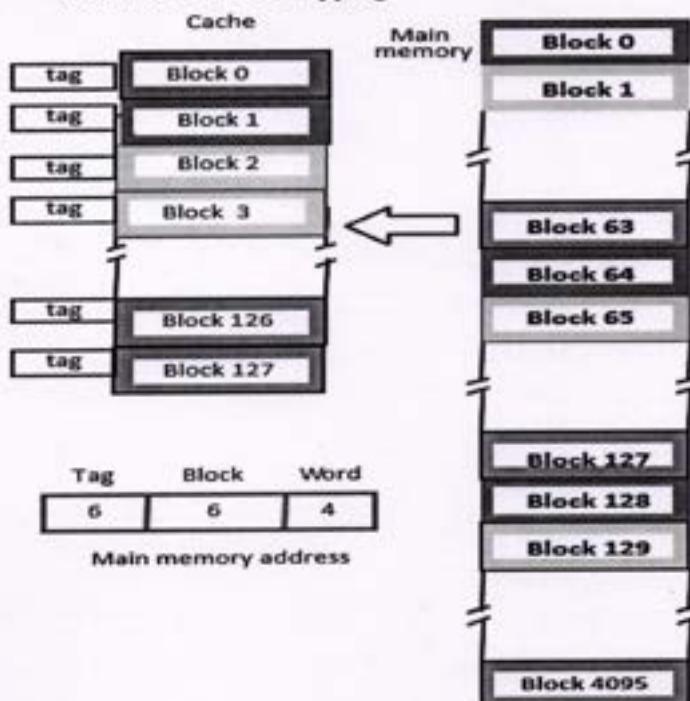 Cache
tag Block 0
tag Block 1
tag Block 2
tag Block 3
tag Block 126
tag Block 127
Tag Block Word
6 6 4
Main memory address
Main
memory
Block 0
Block 1
Block 63
Block 64
Block 65
Block 127
Block 128
Block 129
Block 4095